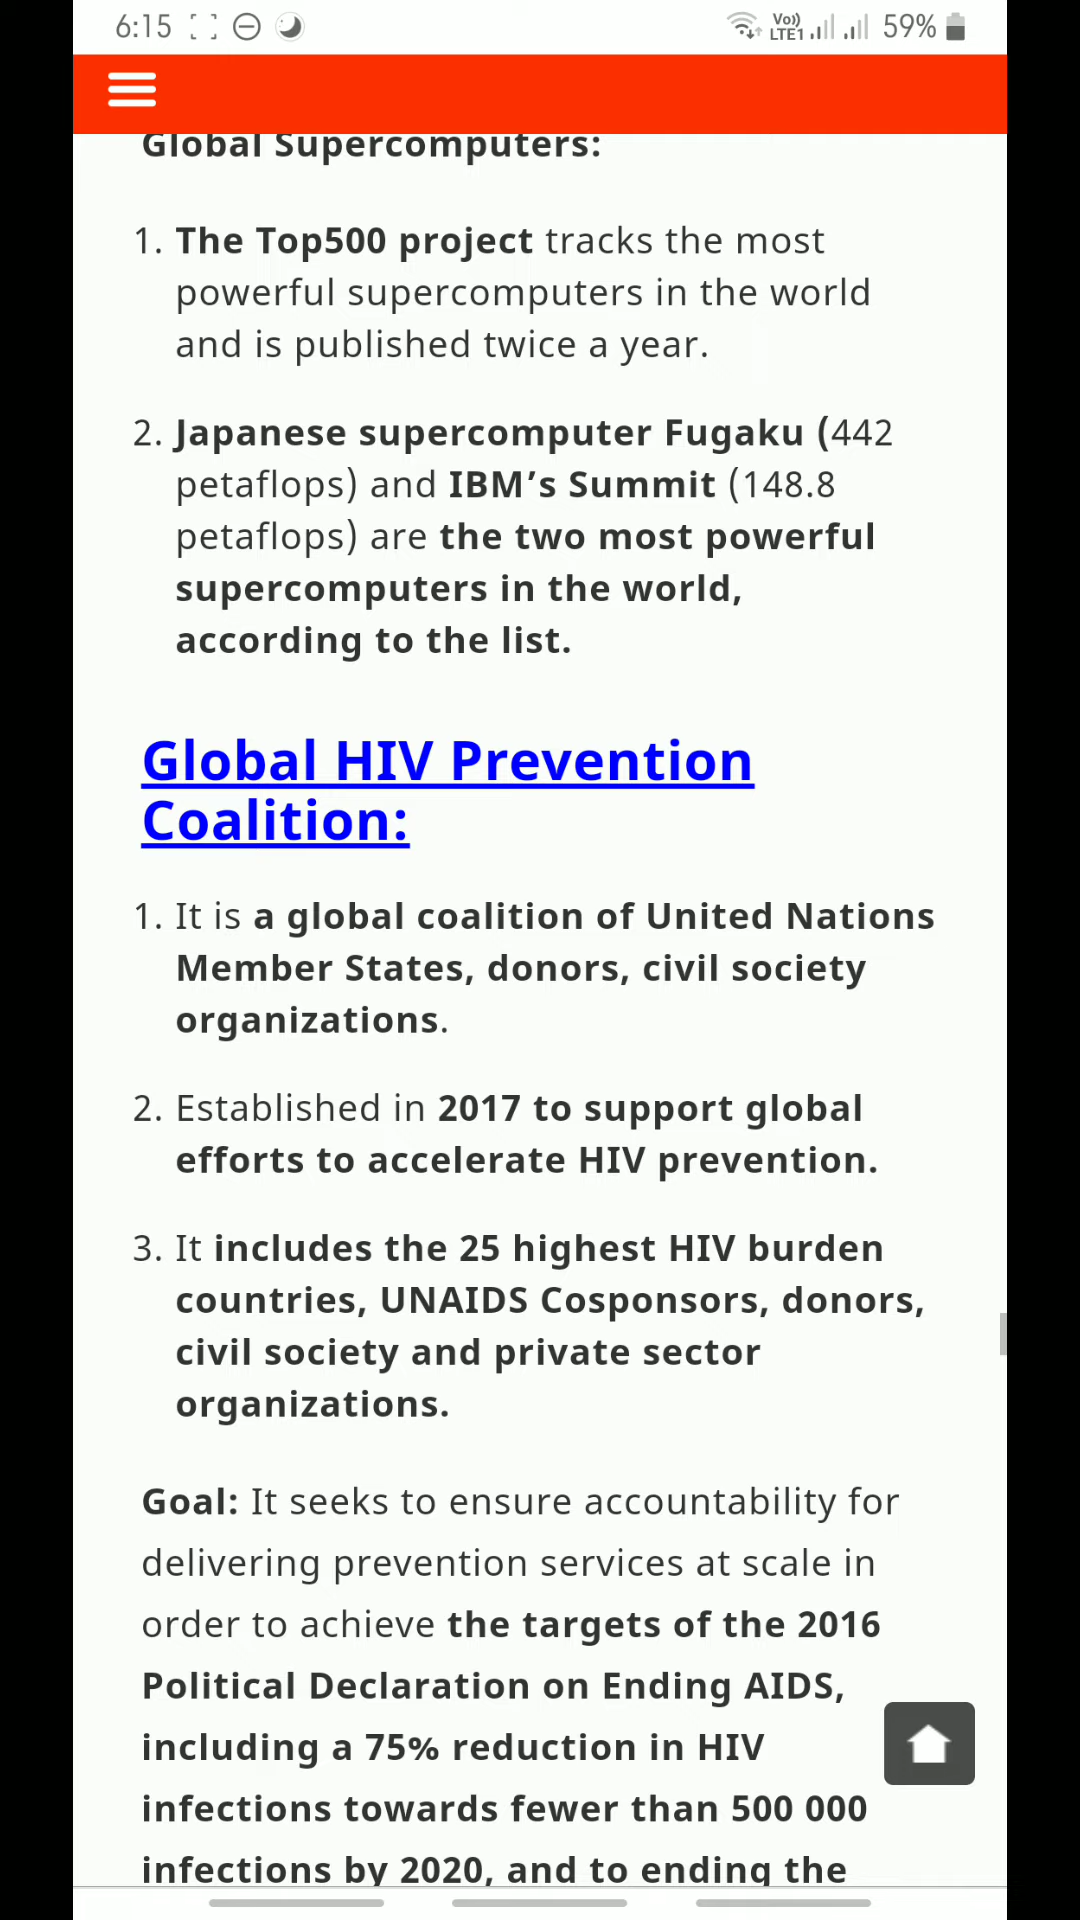 6:15
Vo)) LTE1 59%
Global Supercomputers:
1. The Top500 project tracks the most
powerful supercomputers in the world
and is published twice a year.
2. Japanese supercomputer Fugaku (442
petaflops) and IBM’s Summit (148.8
petaflops) are the two most powerful
supercomputers in the world,
according to the list.
Global HIV Prevention
Coalition:
1. It is a global coalition of United Nations
Member States, donors, civil society
organizations.
2. Established in 2017 to support global
efforts to accelerate HIV prevention.
3. It includes the 25 highest HIV burden
countries, UNAIDS Cosponsors, donors,
civil society and private sector
organizations.
Goal: It seeks to ensure accountability for
delivering prevention services at scale in
order to achieve the targets of the 2016
Political Declaration on Ending AIDS,
including a 75% reduction in HIV
infections towards fewer than 500 000
infections by 2020, and to ending the